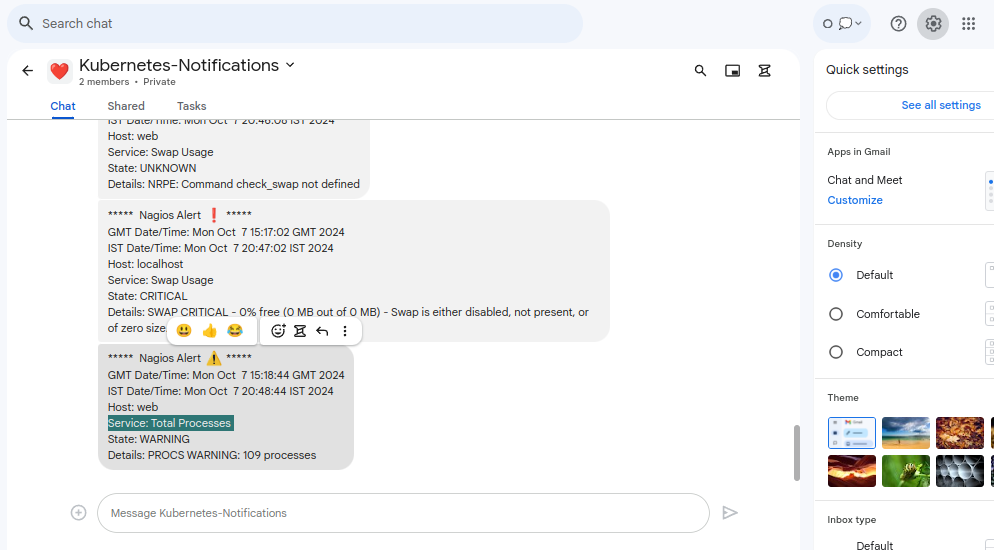 Search chat
Kubernetes-Notifications
2 members • Private
Chat Shared Tasks
IST Date/Time: Mon Oct 7 20:46:08 IST 2024
Host: web
Service: Swap Usage
State: UNKNOWN
Details: NRPE: Command check_swap not defined
***** Nagios Alert ❗ *****
GMT Date/Time: Mon Oct 7 15:17:02 GMT 2024
IST Date/Time: Mon Oct 7 20:47:02 IST 2024
Host: localhost
Service: Swap Usage
State: CRITICAL
Details: SWAP CRITICAL - 0% free (0 MB out of 0 MB) - Swap is either disabled, not present, or
of zero size.
***** Nagios Alert ⚠️ *****
GMT Date/Time: Mon Oct 7 15:18:44 GMT 2024
IST Date/Time: Mon Oct 7 20:48:44 IST 2024
Host: web
Service: Total Processes
State: WARNING
Details: PROCS WARNING: 109 processes
Message Kubernetes-Notifications
Quick settings
See all settings
Apps in Gmail
Chat and Meet
Customize
Density
Default
Comfortable
Compact
Theme
Inbox type
Default